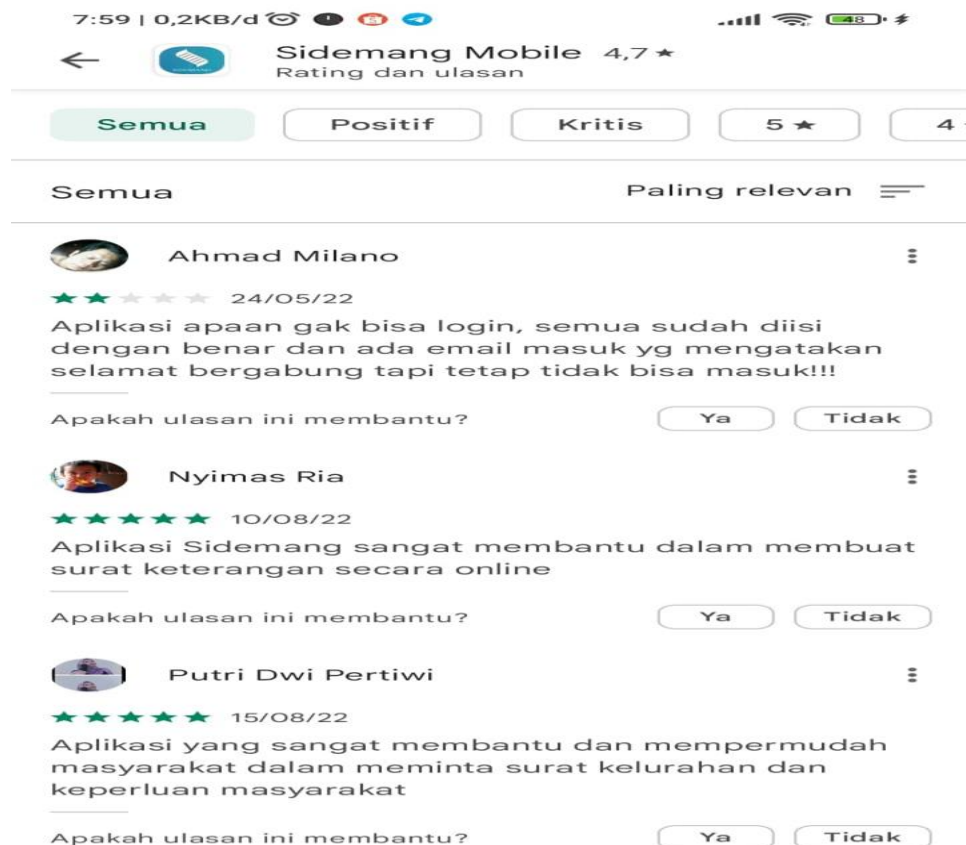 7:59 | 0,2KB/d
48
Sidemang Mobile 4,7★
Rating dan ulasan
Semua Positif Kritis 5 ★ 4
Semua Paling relevan
Ahmad Milano
24/05/22
Aplikasi apaan gak bisa login, semua sudah diisi
dengan benar dan ada email masuk yg mengatakan
selamat bergabung tapi tetap tidak bisa masuk!!!
Apakah ulasan ini membantu? Ya Tidak
Nyimas Ria
10/08/22
Aplikasi Sidemang sangat membantu dalam membuat
surat keterangan secara online
Apakah ulasan ini membantu? Ya Tidak
Putri Dwi Pertiwi
15/08/22
Aplikasi yang sangat membantu dan mempermudah
masyarakat dalam meminta surat kelurahan dan
keperluan masyarakat
Apakah ulasan ini membantu? Ya Tidak